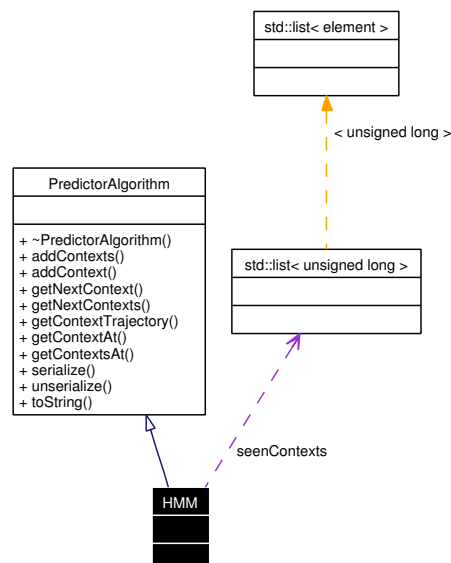 std::list< element >
< unsigned long >
PredictorAlgorithm
+ ~PredictorAlgorithm()
+ addContexts()
+ addContext()
+ getNextContext()
+ getNextContexts()
+ getContextTrajectory()
+ getContextAt()
+ getContextsAt()
+ serialize()
+ unserialize()
+ toString()
std::list< unsigned long >
seenContexts
HMM